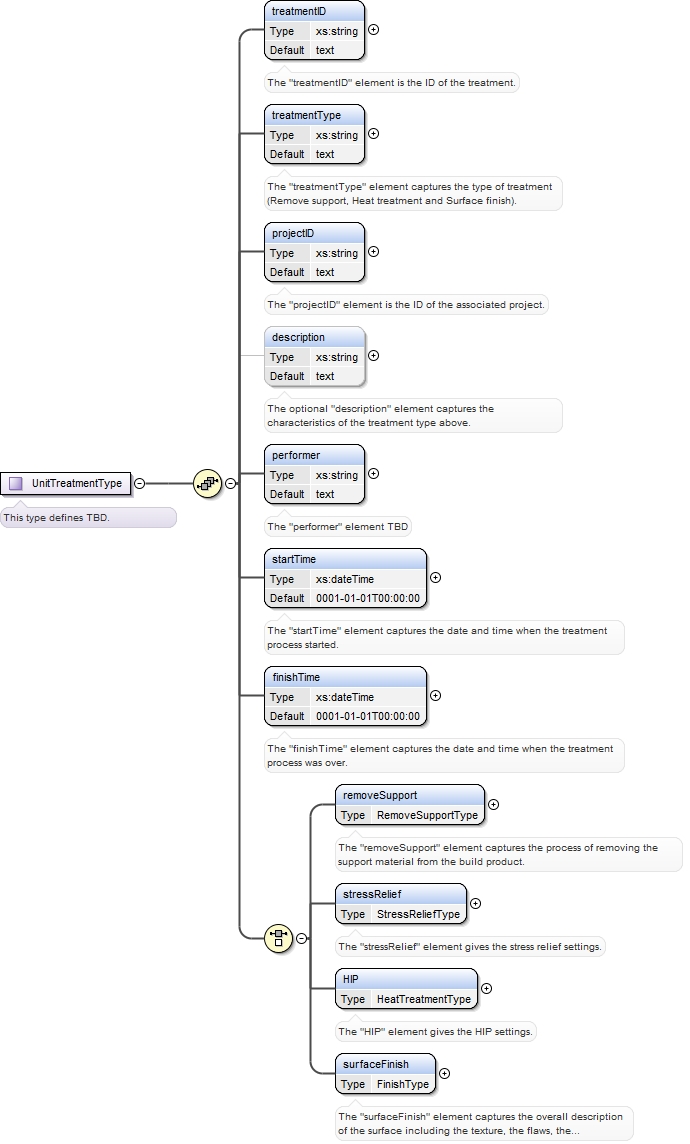 treatmentID
Type xs:string
Default text
The "treatmentID" element is the ID of the treatment.
treatmentType
Type xs:string
Default text
The "treatmentType" element captures the type of treatment
(Remove support, Heat treatment and Surface finish).
projectID
Type xs:string
Default text
The "projectID" element is the ID of the associated project.
description
Type xs:string
Default text
The optional "description" element captures the
characteristics of the treatment type above.
performer
Type xs:string
Default text
The "performer" element TBD
UnitTreatmentType
This type defines TBD.
startTime
Type xs:dateTime
Default 0001-01-01T00:00:00
The "startTime" element captures the date and time when the treatment
process started.
finishTime
Type xs:dateTime
Default 0001-01-01T00:00:00
The "finishTime" element captures the date and time when the treatment
process was over.
removeSupport
Type RemoveSupportType
The "removeSupport" element captures the process of removing the
support material from the build product.
stressRelief
Type StressReliefType
The "stressRelief" element gives the stress relief settings.
HIP
Type HeatTreatmentType
The "HIP" element gives the HIP settings.
surfaceFinish
Type FinishType
The "surfaceFinish" element captures the overall description
of the surface including the texture, the flaws, the...